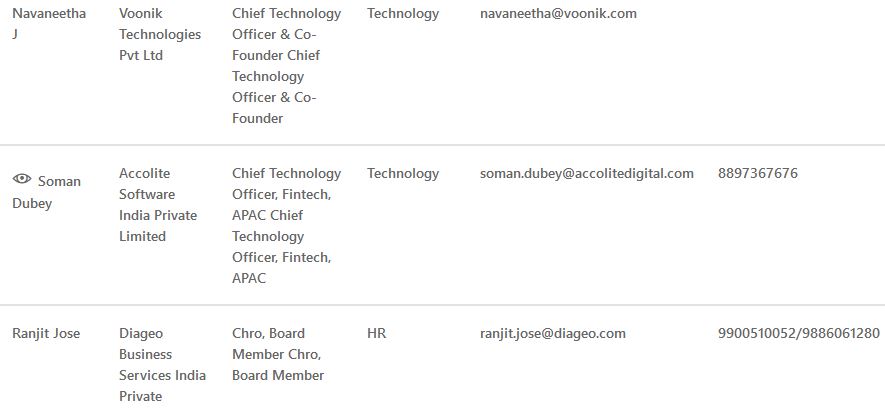 Navaneetha J
Voonik Technologies Pvt Ltd
Chief Technology Officer & Co-Founder Chief Technology Officer & Co-Founder
Technology
navaneetha@voonik.com
Soman Dubey
Accolite Software India Private Limited
Chief Technology Officer, Fintech, APAC Chief Technology Officer, Fintech, APAC
Technology
soman.dubey@accolitedigital.com
8897367676
Ranjit Jose
Diageo Business Services India Private
Chro, Board Member Chro, Board Member
HR
ranjit.jose@diageo.com
9900510052/9886061280